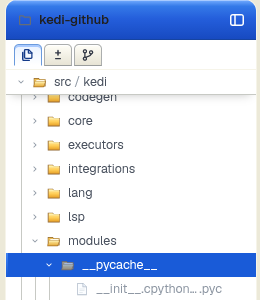 kedi-github
src / kedi
codegen
core
executors
integrations
lang
lsp
modules
__pycache__
__init__.cpython... .pyc